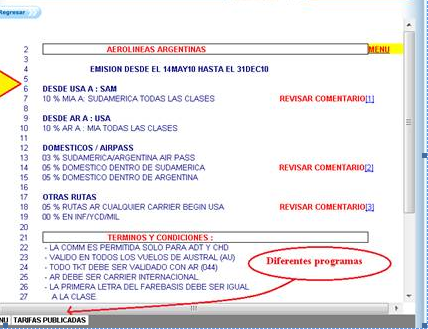 Regresar
2 AEROLINEAS ARGENTINAS MENU
3
4 EMISION DESDE EL 14MAY10 HASTA EL 31DEC10
5
6 DESDE USA A : SAM
7 10 % MIA A: SUDAMERICA TODAS LAS CLASES REVISAR COMENTARIO[1]
8
9 DESDE AR A : USA
10 10 % AR A : MIA TODAS LAS CLASES
11
12 DOMESTICOS / AIRPASS
13 03 % SUDAMERICA/ARGENTINA AIR PASS
14 05 % DOMESTICO DENTRO DE SUDAMERICA REVISAR COMENTARIO[2]
15 05 % DOMESTICO DENTRO DE ARGENTINA
16
17 OTRAS RUTAS
18 05 % RUTAS AR CUALQUIER CARRIER BEGIN USA REVISAR COMENTARIO[3]
19 00 % EN INF/YCD/MIL
20
21 TERMINOS Y CONDICIONES :
22 - LA COMM ES PERMITIDA SOLO PARA ADT Y CHD
23 - VALIDO EN TODOS LOS VUELOS DE AUSTRAL (AU)
24 - TODO TKT DEBE SER VALIDADO CON AR (044)
25 - AR DEBE SER CARRIER INTERNACIONAL
26 - LA PRIMERA LETRA DEL FAREBASIS DEBE SER IGUAL
27 A LA CLASE.
Diferentes programas
NU TARIFAS PUBLICADAS